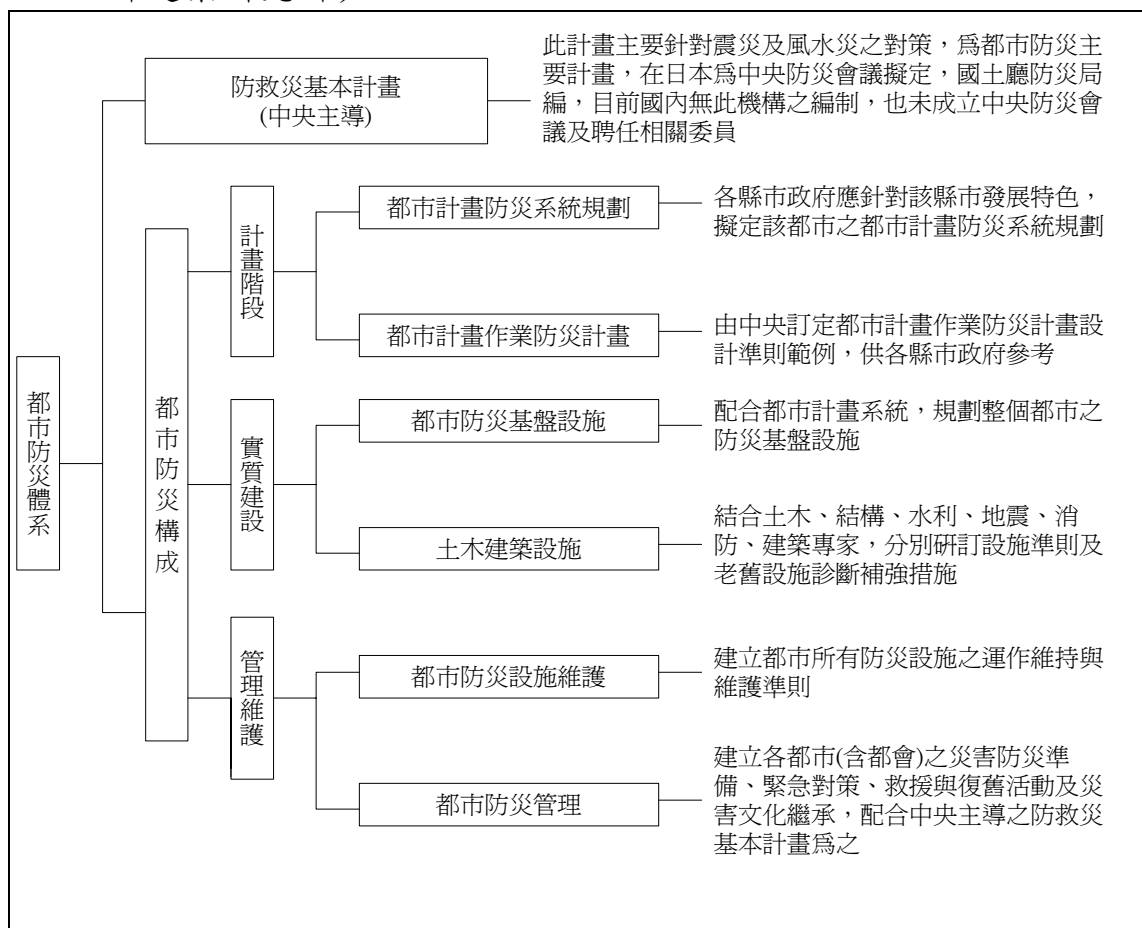 此計畫主要針對震災及風水災之對策，為都市防災主
要計畫，在日本為中央防災會議擬定，國土廳防災局
編，目前國內無此機構之編制，也未成立中央防災會
議及聘任相關委員
防救災基本計畫
(中央主導)
都市計畫防災系統規劃
各縣市政府應針對該縣市發展特色，
擬定該都市之都市計畫防災系統規劃
計畫階段
都市計畫作業防災計畫
由中央訂定都市計畫作業防災計畫設
計準則範例，供各縣市政府參考
都市防災體系
都市防災構成
都市防災基盤設施
配合都市計畫系統，規劃整個都市之
防災基盤設施
實質建設
土木建築設施
結合土木、結構、水利、地震、消
防、建築專家，分別研訂設施準則及
老舊設施診斷補強措施
管理維護
都市防災設施維護
建立都市所有防災設施之運作維持與
維護準則
都市防災管理
建立各都市(含都會)之災害防災準
備、緊急對策、救援與復舊活動及災
害文化繼承，配合中央主導之防救災
基本計畫為之